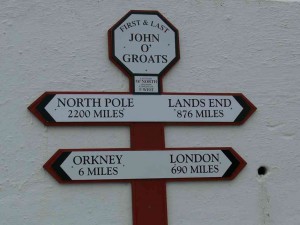 FIRST & LAST
JOHN
O'
GROATS
NORTH POLE
2200 MILES
LANDS END
876 MILES
ORKNEY
6 MILES
LONDON
690 MILES